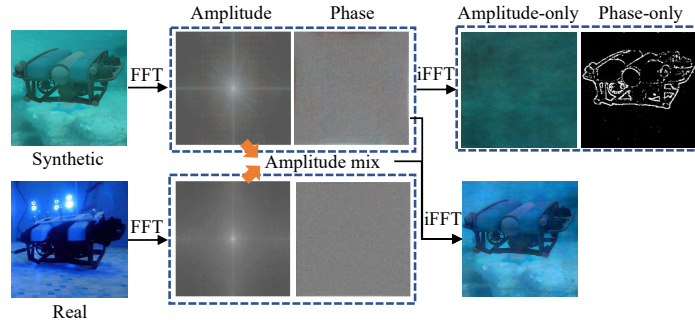 Amplitude Phase Amplitude-only Phase-only
FFT iFFT
Synthetic
Amplitude mix
FFT iFFT
Real